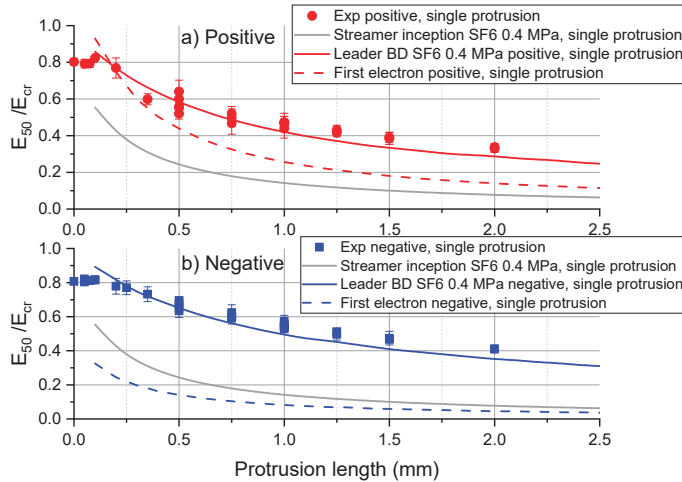 a) Positive
Exp positive, single protrusion
Streamer inception SF6 0.4 MPa, single protrusion
Leader BD SF6 0.4 MPa positive, single protrusion
First electron positive, single protrusion
E50 /Ecr
1.0
0.8
0.6
0.4
0.2
0.0
0.0 0.5 1.0 1.5 2.0 2.5
b) Negative
Exp negative, single protrusion
Streamer inception SF6 0.4 MPa, single protrusion
Leader BD SF6 0.4 MPa negative, single protrusion
First electron negative, single protrusion
E50 /Ecr
1.0
0.8
0.6
0.4
0.2
0.0
0.0 0.5 1.0 1.5 2.0 2.5
Protrusion length (mm)